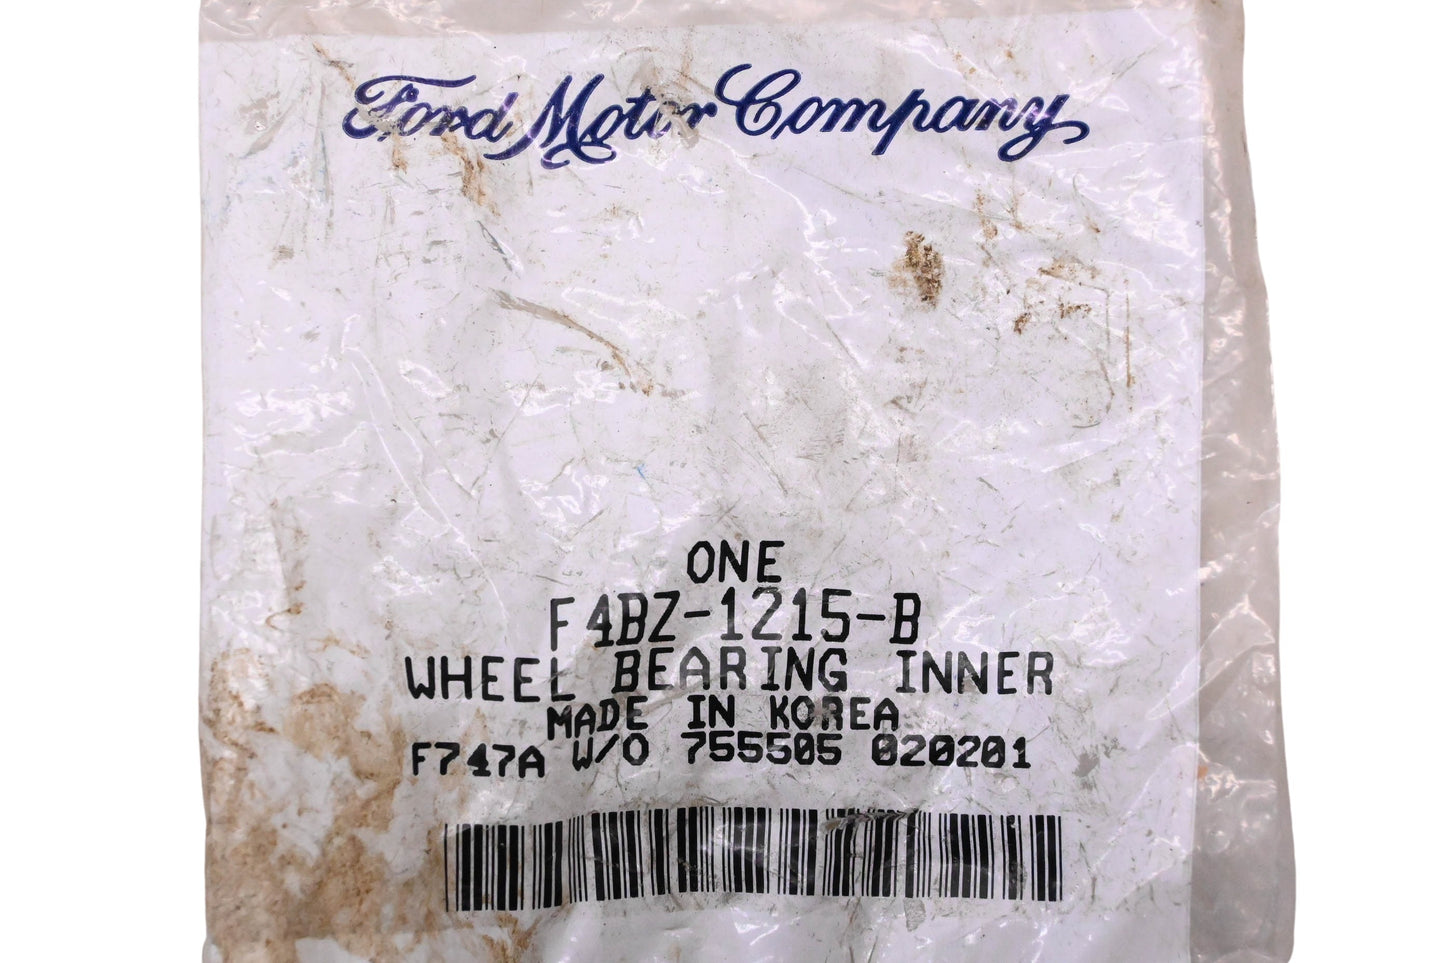 Ford Motor Company
ONE
F4BZ-1215-B
WHEEL BEARING INNER
MADE IN KOREA
F747A W/O 755505 020201